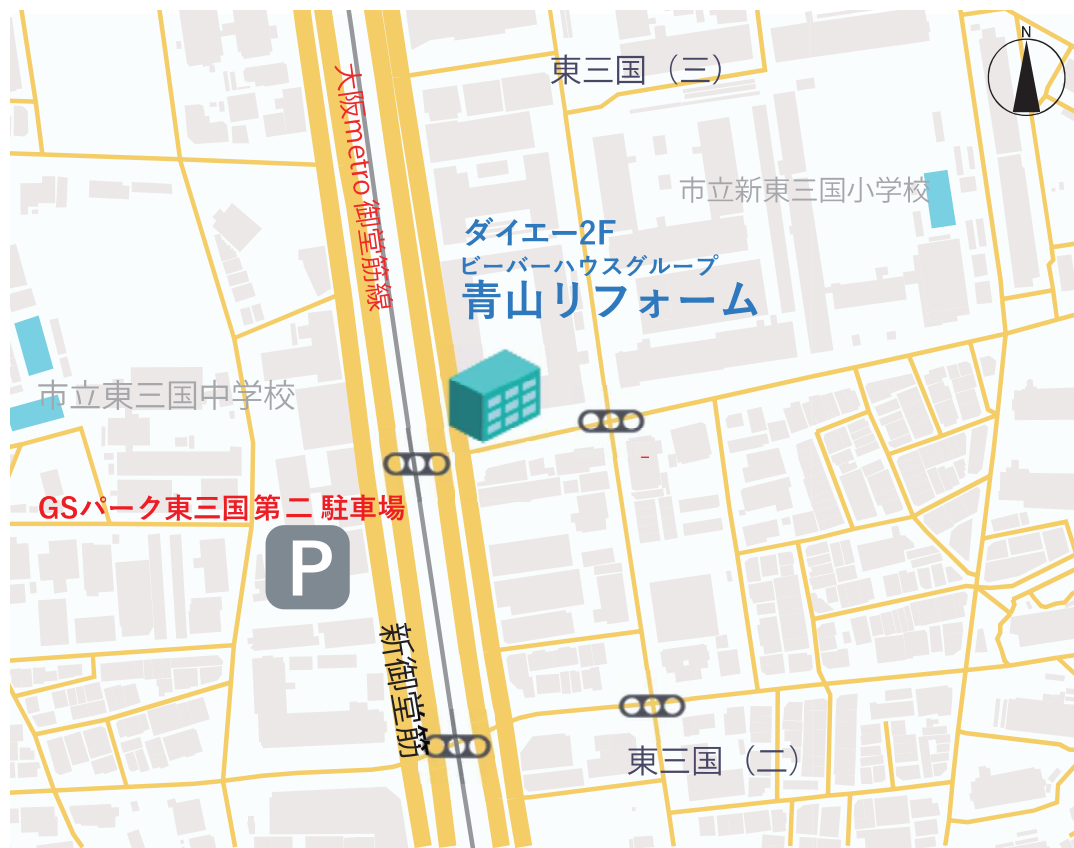 N
東三国（三）
大阪metro御堂筋線
市立新東三国小学校
ダイエー2F
ビーバーハウスグループ
青山リフォーム
市立東三国中学校
GSパーク東三国第二 駐車場
P
新御堂筋
東三国（二）